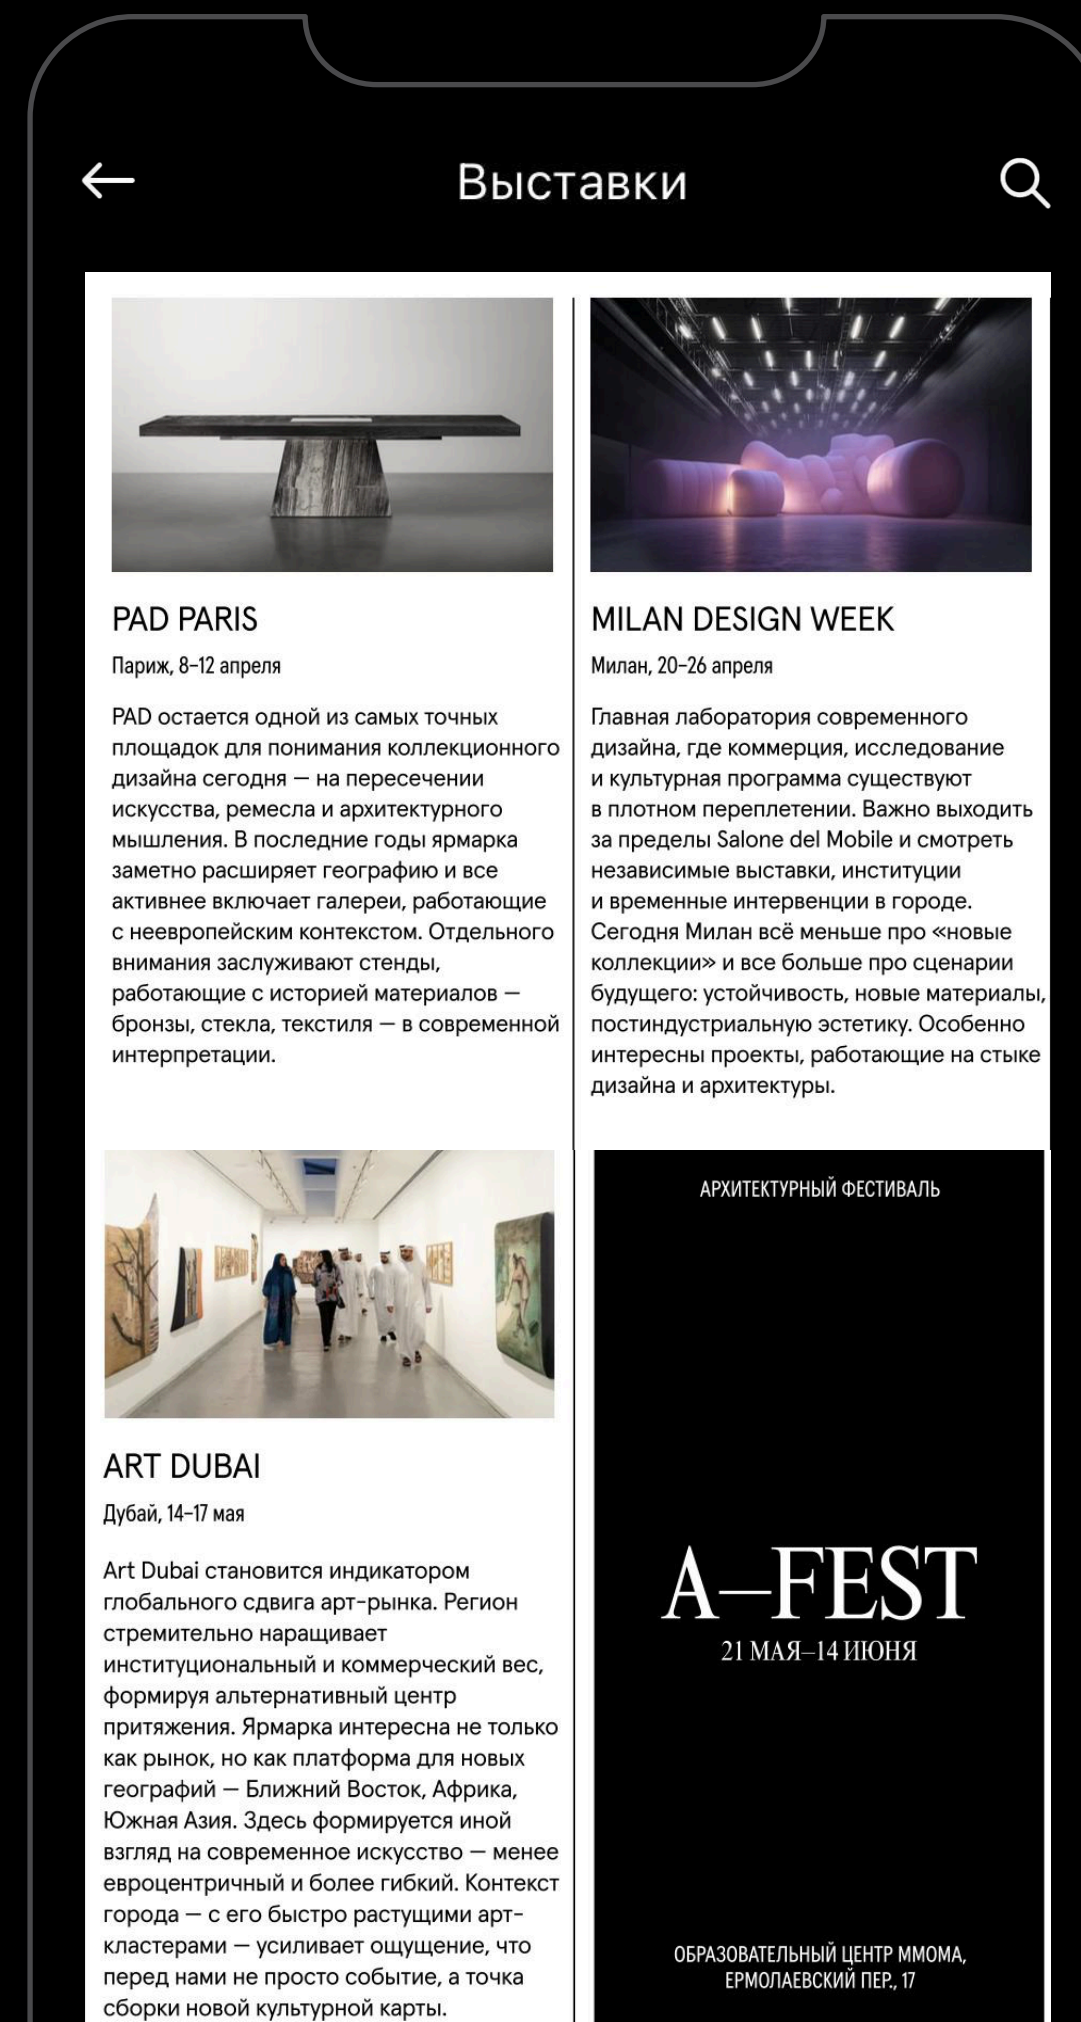 Выставки
PAD PARIS
Париж, 8–12 апреля
PAD остается одной из самых точных
площадок для понимания коллекционного
дизайна сегодня — на пересечении
искусства, ремесла и архитектурного
мышления. В последние годы ярмарка
заметно расширяет географию и все
активнее включает галереи, работающие
с неевропейским контекстом. Отдельного
внимания заслуживают стенды,
работающие с историей материалов —
бронзы, стекла, текстиля — в современной
интерпретации.
MILAN DESIGN WEEK
Милан, 20–26 апреля
Главная лаборатория современного
дизайна, где коммерция, исследование
и культурная программа существуют
в плотном переплетении. Важно выходить
за пределы Salone del Mobile и смотреть
независимые выставки, институции
и временные интервенции в городе.
Сегодня Милан всё меньше про «новые
коллекции» и все больше про сценарии
будущего: устойчивость, новые материалы,
постиндустриальную эстетику. Особенно
интересны проекты, работающие на стыке
дизайна и архитектуры.
ART DUBAI
Дубай, 14–17 мая
Art Dubai становится индикатором
глобального сдвига арт-рынка. Регион
стремительно наращивает
институциональный и коммерческий вес,
формируя альтернативный центр
притяжения. Ярмарка интересна не только
как рынок, но как платформа для новых
географий — Ближний Восток, Африка,
Южная Азия. Здесь формируется иной
взгляд на современное искусство — менее
евроцентричный и более гибкий. Контекст
города — с его быстро растущими арт-
кластерами — усиливает ощущение, что
перед нами не просто событие, а точка
сборки новой культурной карты.
АРХИТЕКТУРНЫЙ ФЕСТИВАЛЬ
A—FEST
21 МАЯ–14 ИЮНЯ
ОБРАЗОВАТЕЛЬНЫЙ ЦЕНТР ММОМА,
ЕРМОЛАЕВСКИЙ ПЕР., 17